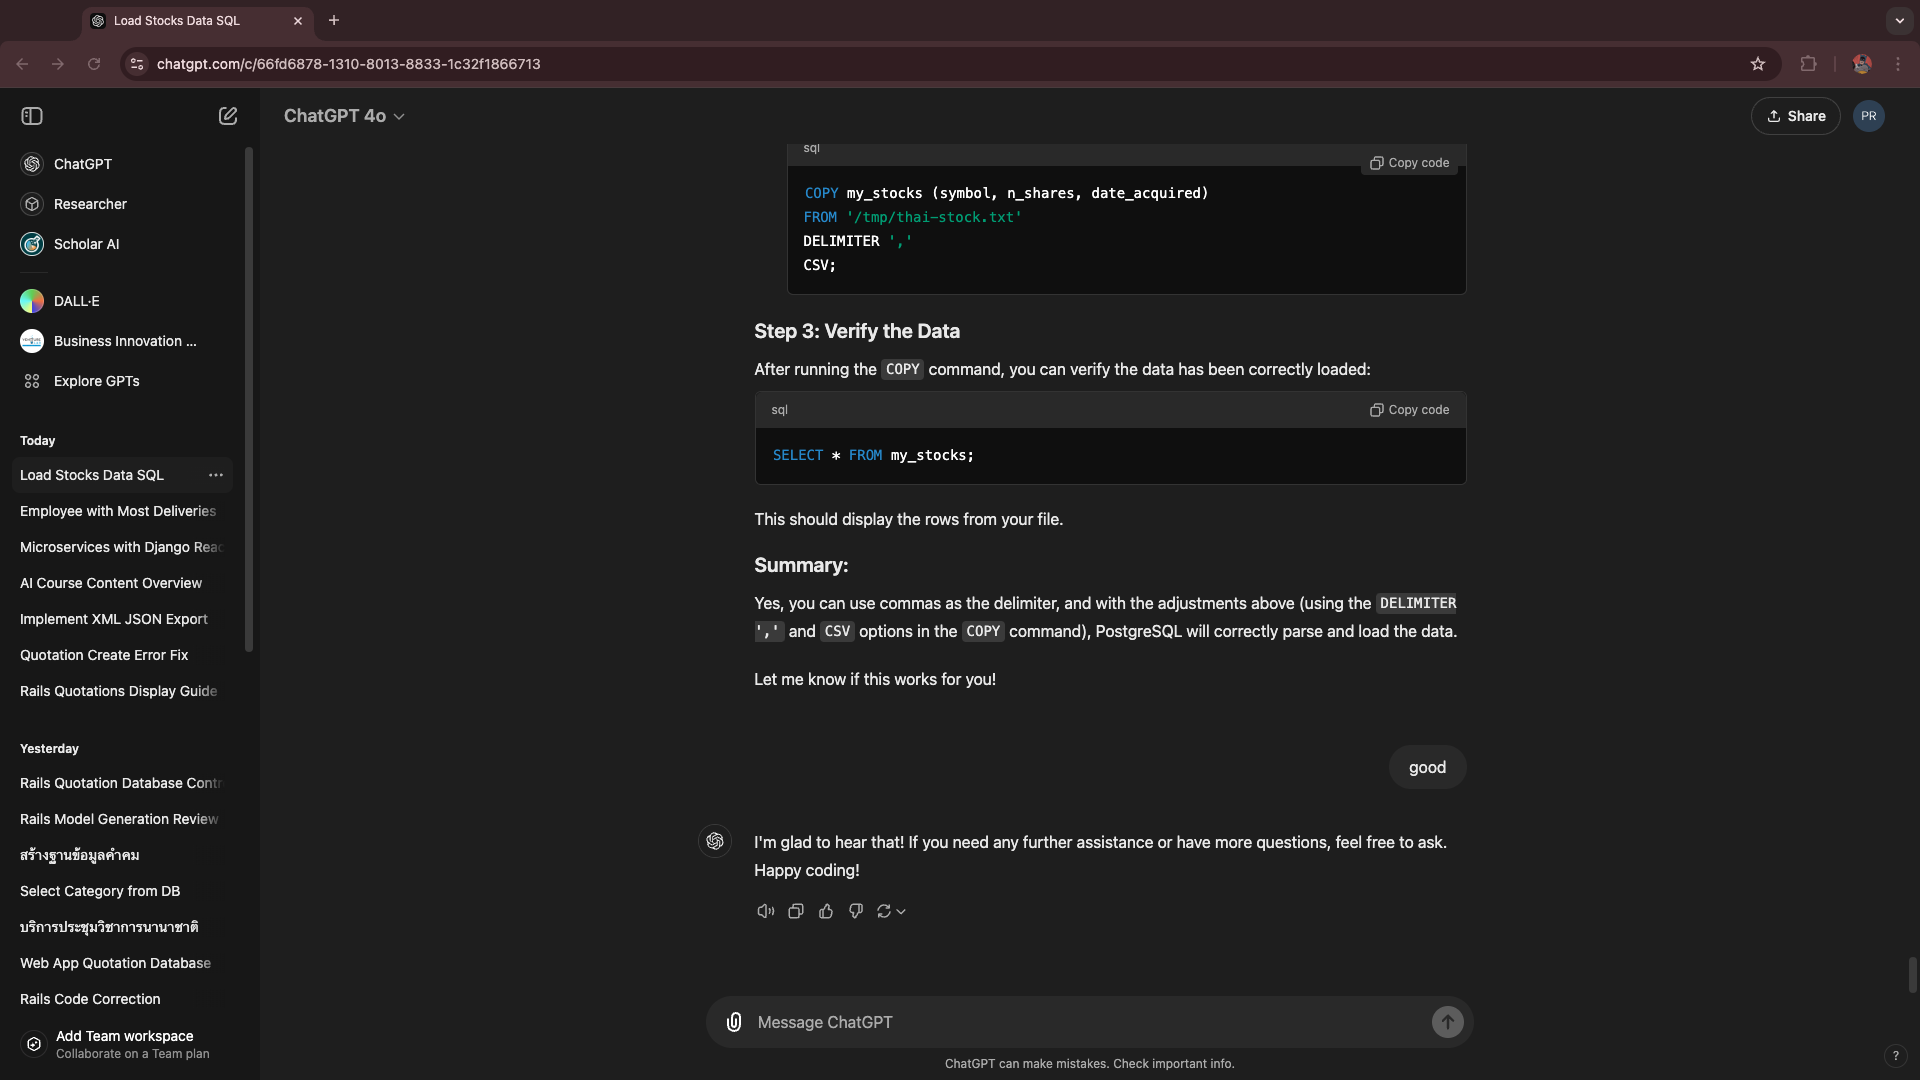 Load Stocks Data SQL
chatgpt.com/c/66fd6878-1310-8013-8833-1c32f1866713
ChatGPT 4o
Share
PR
ChatGPT
Researcher
Scholar AI
DALL·E
Business Innovation ...
Explore GPTs
Today
Load Stocks Data SQL
Employee with Most Deliveries
Microservices with Django Reac
AI Course Content Overview
Implement XML JSON Export
Quotation Create Error Fix
Rails Quotations Display Guide
Yesterday
Rails Quotation Database Contr
Rails Model Generation Review
สร้างฐานข้อมูลคำคม
Select Category from DB
บริการประชุมวิชาการนานาชาติ
Web App Quotation Database
Rails Code Correction
Add Team workspace
Collaborate on a Team plan
sql
Copy code
COPY my_stocks (symbol, n_shares, date_acquired)
FROM '/tmp/thai-stock.txt'
DELIMITER ','
CSV;
Step 3: Verify the Data
After running the COPY command, you can verify the data has been correctly loaded:
sql
Copy code
SELECT * FROM my_stocks;
This should display the rows from your file.
Summary:
Yes, you can use commas as the delimiter, and with the adjustments above (using the DELIMITER
',' and CSV options in the COPY command), PostgreSQL will correctly parse and load the data.
Let me know if this works for you!
good
I'm glad to hear that! If you need any further assistance or have more questions, feel free to ask.
Happy coding!
Message ChatGPT
ChatGPT can make mistakes. Check important info.
?